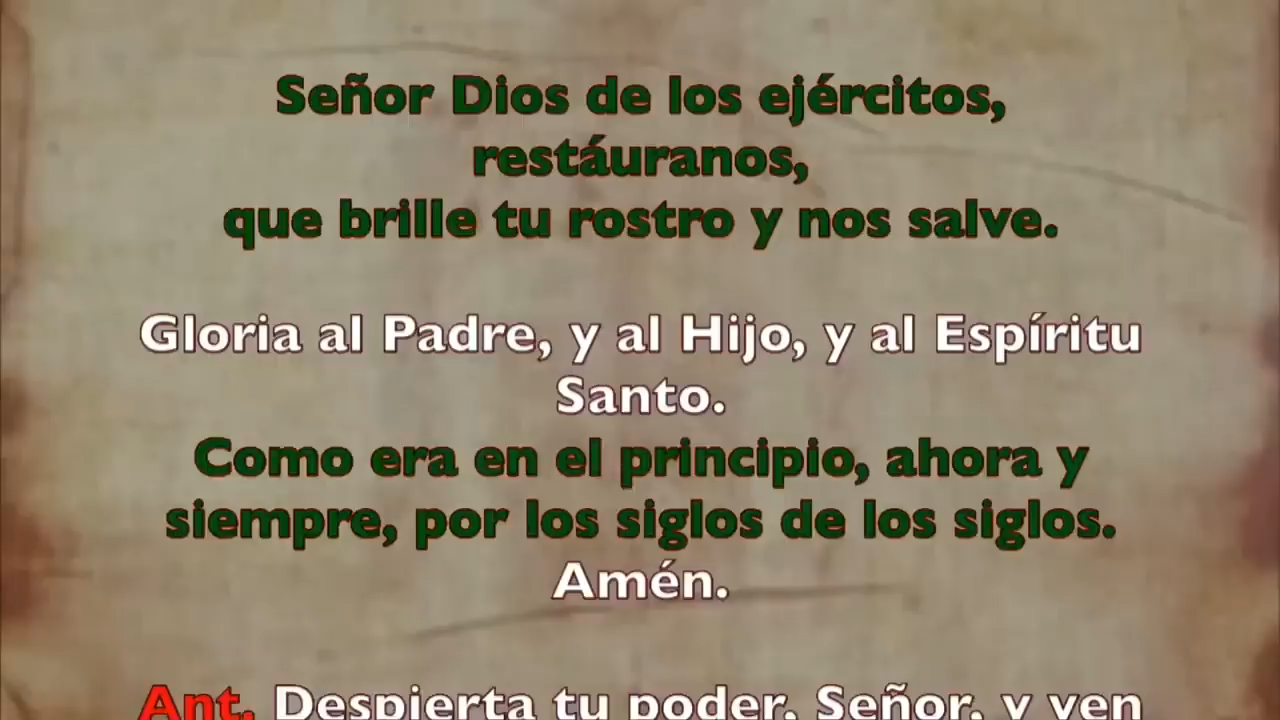 Señor Dios de los ejércitos,
restáuranos,
que brille tu rostro y nos salve.
Gloria al Padre, y al Hijo, y al Espíritu
Santo.
Como era en el principio, ahora y
siempre, por los siglos de los siglos.
Amén.
Ant. Despierta tu poder, Señor, y ven